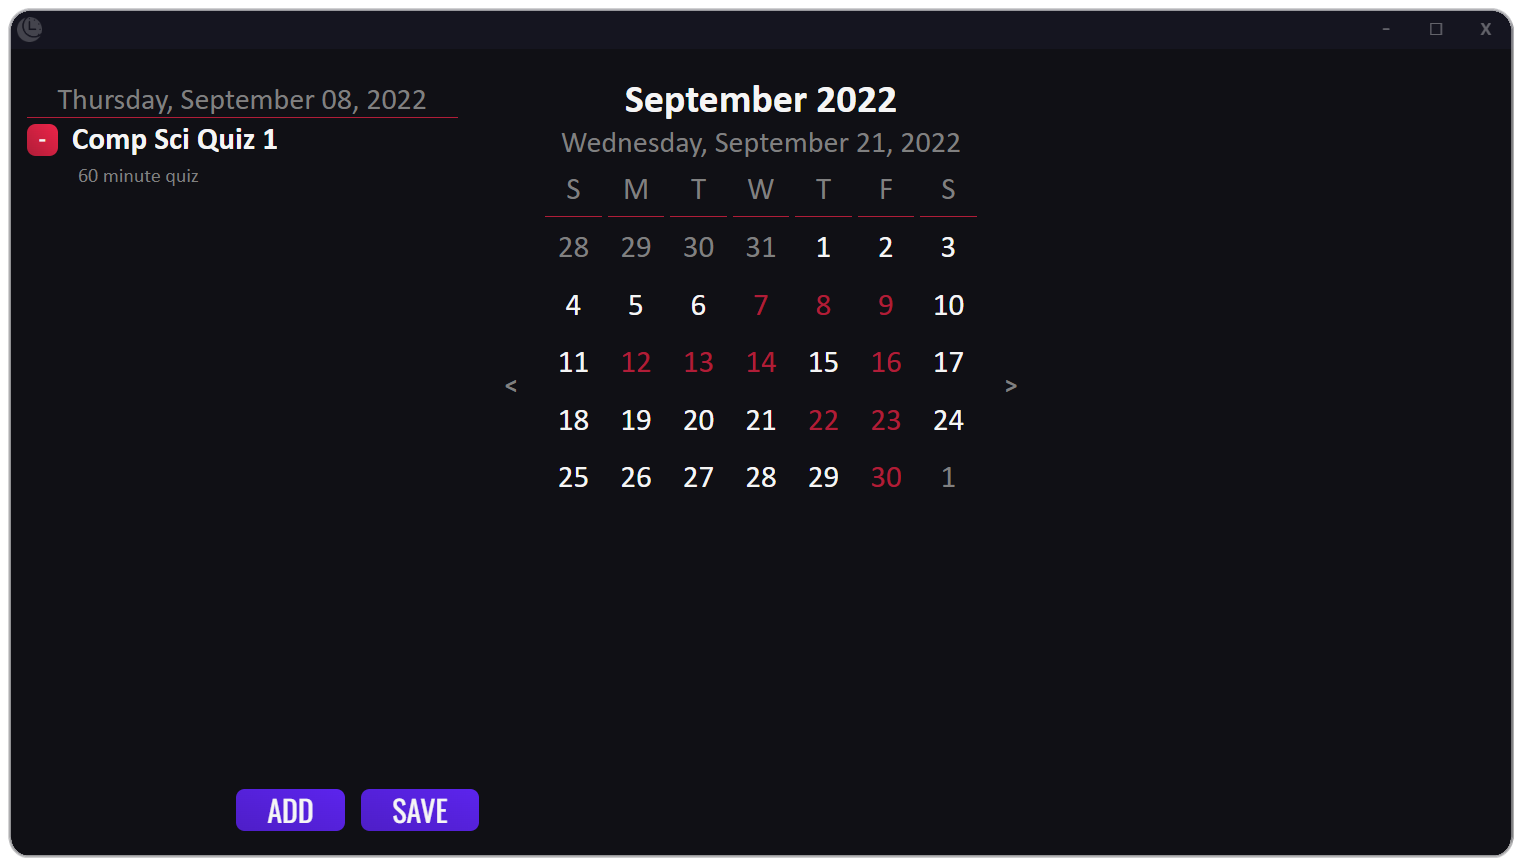 - □ X
Thursday, September 08, 2022
- Comp Sci Quiz 1
60 minute quiz
September 2022
Wednesday, September 21, 2022
S M T W T F S
28 29 30 31 1 2 3
4 5 6 7 8 9 10
11 12 13 14 15 16 17
< >
18 19 20 21 22 23 24
25 26 27 28 29 30 1
ADD SAVE